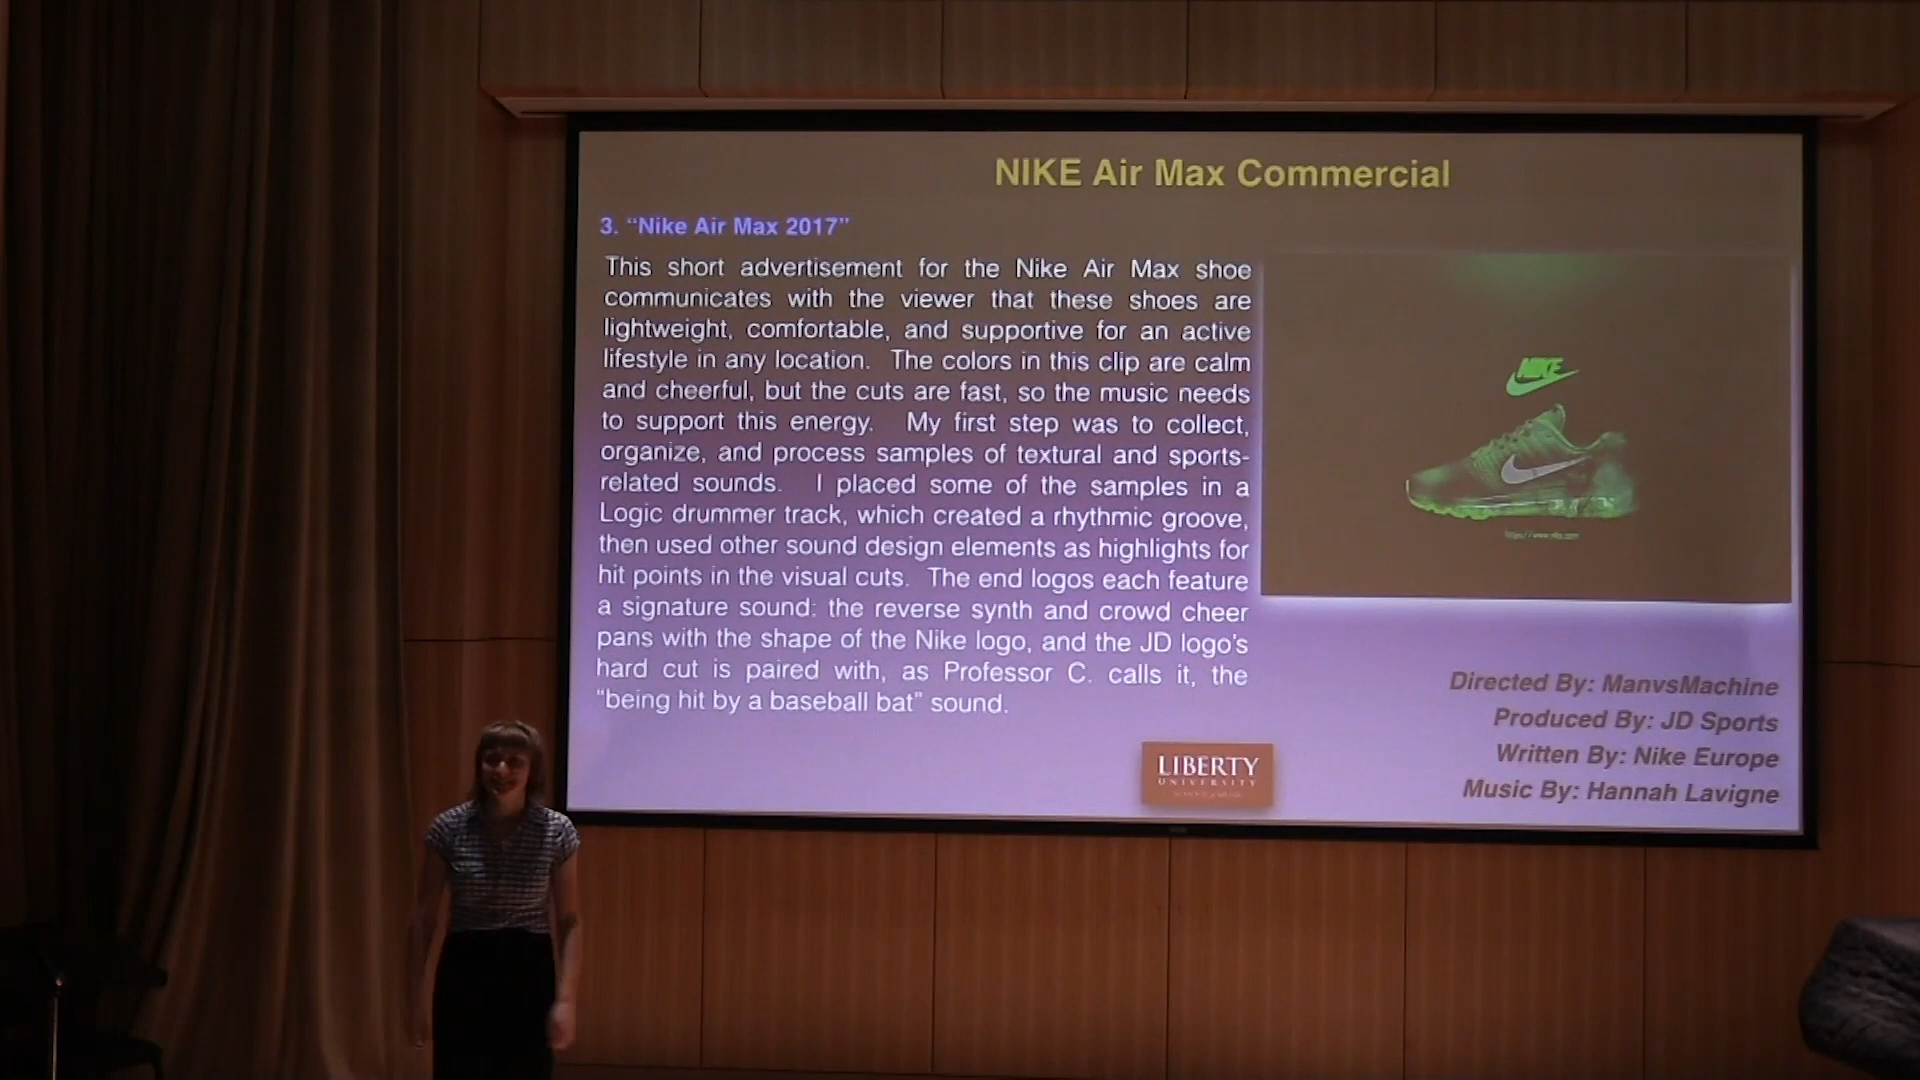 NIKE Air Max Commercial
3. “Nike Air Max 2017”
This short advertisement for the Nike Air Max shoe
communicates with the viewer that these shoes are
lightweight, comfortable, and supportive for an active
lifestyle in any location. The colors in this clip are calm
and cheerful, but the cuts are fast, so the music needs
to support this energy. My first step was to collect,
organize, and process samples of textural and sports-
related sounds. I placed some of the samples in a
Logic drummer track, which created a rhythmic groove,
then used other sound design elements as highlights for
hit points in the visual cuts. The end logos each feature
a signature sound: the reverse synth and crowd cheer
pans with the shape of the Nike logo, and the JD logo's
hard cut is paired with, as Professor C. calls it, the
"being hit by a baseball bat" sound.
NIKE
https://www.nike.com
Directed By: ManvsMachine
Produced By: JD Sports
Written By: Nike Europe
Music By: Hannah Lavigne
LIBERTY
UNIVERSITY